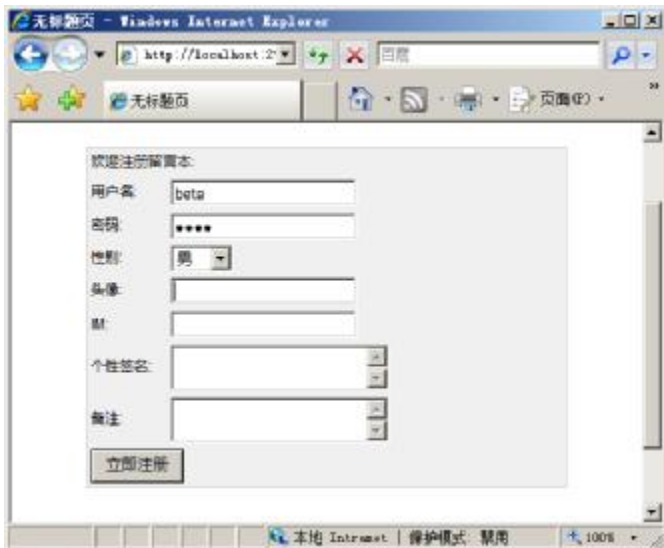 无标题页 - Windows Internet Explorer
http://localhost:2
百度
无标题页
页面(P)
欢迎注册留言本:
用户名:
beta
密码:
••••
性别:
男
头像:
IM:
个性签名:
备注:
立即注册
本地 Intranet | 保护模式: 禁用
100%